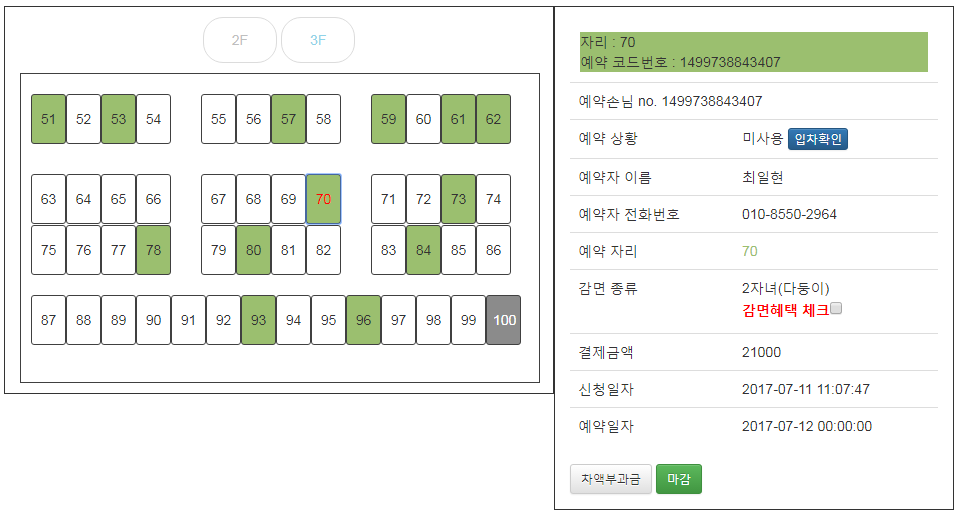 2F 3F
51 52 53 54 55 56 57 58 59 60 61 62
63 64 65 66 67 68 69 70 71 72 73 74
75 76 77 78 79 80 81 82 83 84 85 86
87 88 89 90 91 92 93 94 95 96 97 98 99 100
자리 : 70
예약 코드번호 : 1499738843407
예약손님 no. 1499738843407
예약 상황 미사용 입차확인
예약자 이름 최일현
예약자 전화번호 010-8550-2964
예약 자리 70
감면 종류 2자녀(다둥이)
감면혜택 체크
결제금액 21000
신청일자 2017-07-11 11:07:47
예약일자 2017-07-12 00:00:00
차액부과금 마감